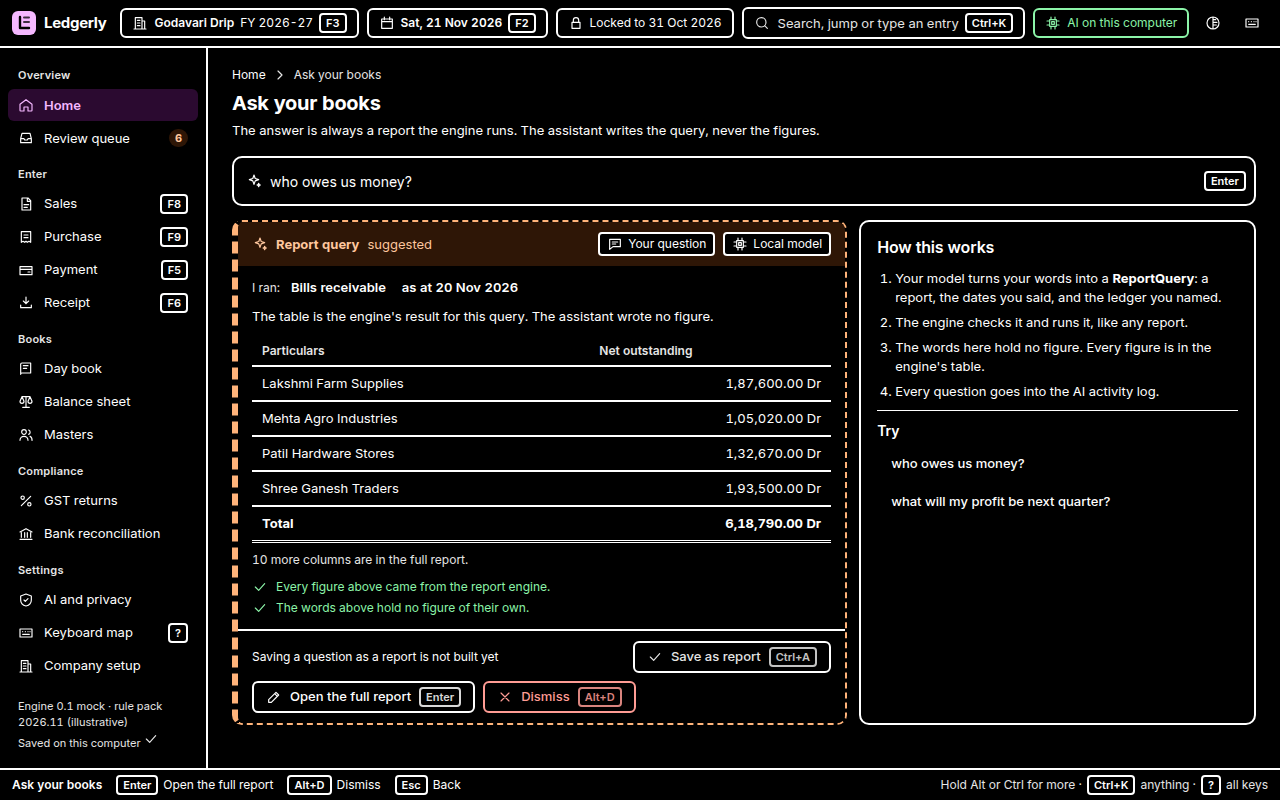 Ledgerly
Godavari Drip FY 2026-27 F3
Sat, 21 Nov 2026 F2
Locked to 31 Oct 2026
Search, jump or type an entry Ctrl+K
AI on this computer
Overview
Home
Review queue 6
Enter
Sales F8
Purchase F9
Payment F5
Receipt F6
Books
Day book
Balance sheet
Masters
Compliance
GST returns
Bank reconciliation
Settings
AI and privacy
Keyboard map ?
Company setup
Engine 0.1 mock · rule pack
2026.11 (illustrative)
Saved on this computer
Home Ask your books
Ask your books
The answer is always a report the engine runs. The assistant writes the query, never the figures.
who owes us money? Enter
Report query suggested Your question Local model
I ran: Bills receivable as at 20 Nov 2026
The table is the engine's result for this query. The assistant wrote no figure.
Particulars Net outstanding
Lakshmi Farm Supplies 1,87,600.00 Dr
Mehta Agro Industries 1,05,020.00 Dr
Patil Hardware Stores 1,32,670.00 Dr
Shree Ganesh Traders 1,93,500.00 Dr
Total 6,18,790.00 Dr
10 more columns are in the full report.
Every figure above came from the report engine.
The words above hold no figure of their own.
Saving a question as a report is not built yet
Save as report Ctrl+A
Open the full report Enter
Dismiss Alt+D
How this works
1. Your model turns your words into a ReportQuery: a
report, the dates you said, and the ledger you named.
2. The engine checks it and runs it, like any report.
3. The words here hold no figure. Every figure is in the
engine's table.
4. Every question goes into the AI activity log.
Try
who owes us money?
what will my profit be next quarter?
Ask your books Enter Open the full report Alt+D Dismiss Esc Back
Hold Alt or Ctrl for more · Ctrl+K anything · ? all keys